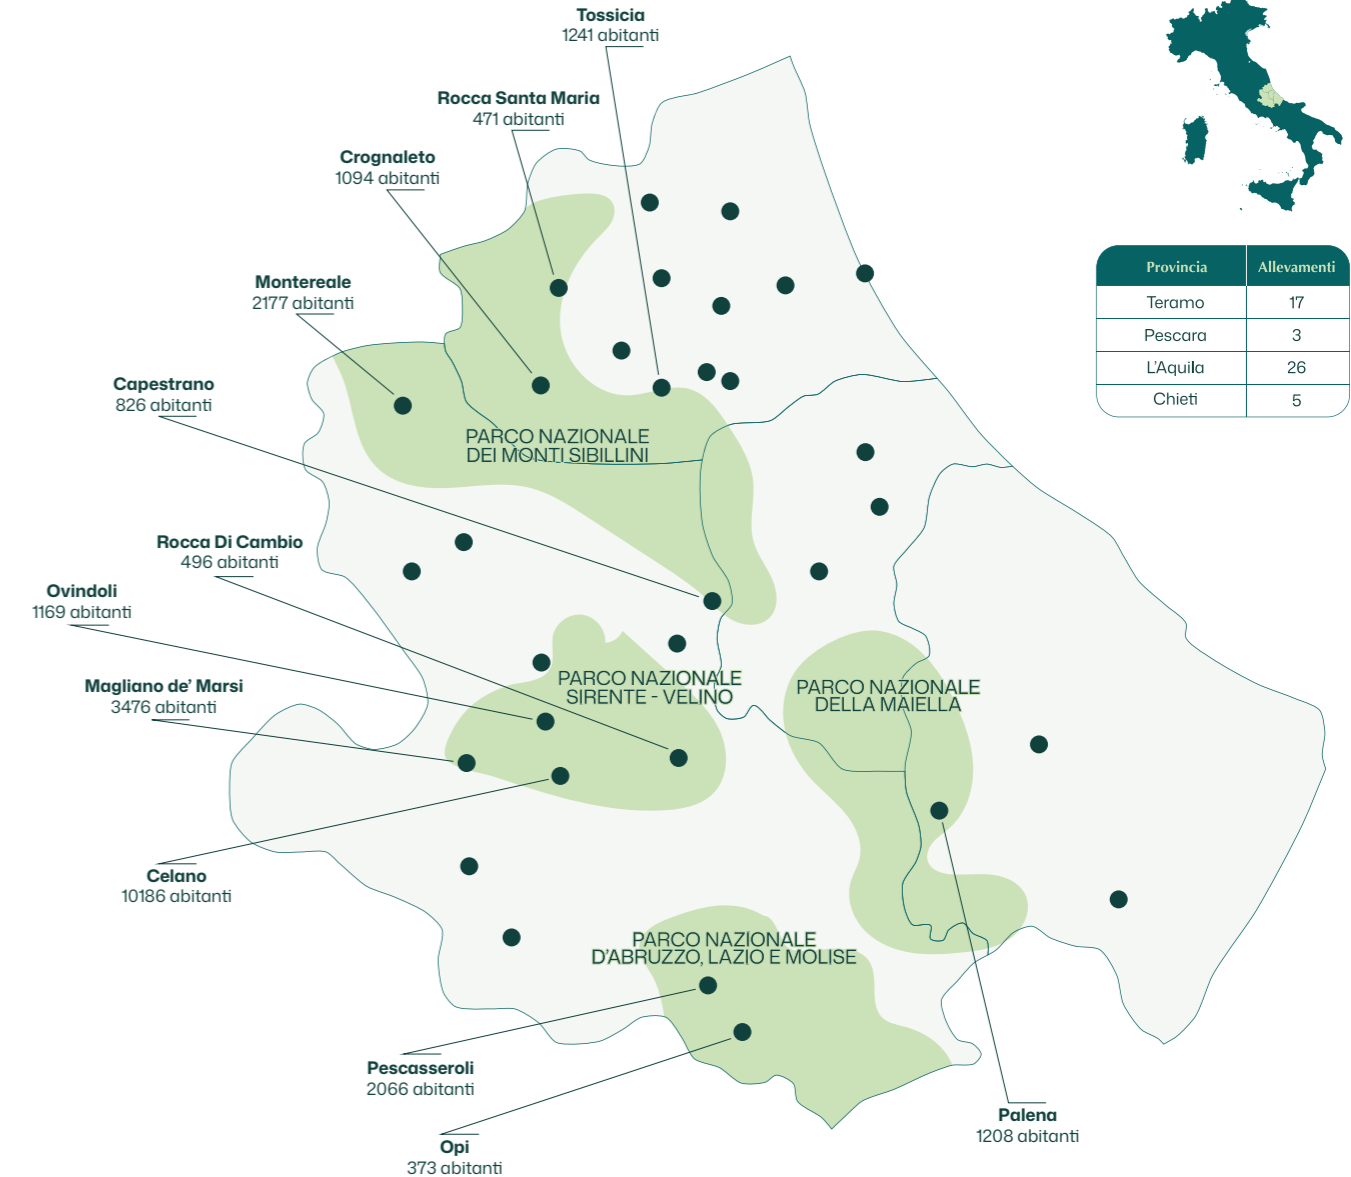 Tossicia
1241 abitanti
Rocca Santa Maria
471 abitanti
Crognaleto
1094 abitanti
Montereale
2177 abitanti
Capestrano
826 abitanti
Rocca Di Cambio
496 abitanti
Ovindoli
1169 abitanti
Magliano de’ Marsi
3476 abitanti
Celano
10186 abitanti
Pescasseroli
2066 abitanti
Opi
373 abitanti
Palena
1208 abitanti
PARCO NAZIONALE
DEI MONTI SIBILLINI
PARCO NAZIONALE
SIRENTE - VELINO
PARCO NAZIONALE
DELLA MAIELLA
PARCO NAZIONALE
D’ABRUZZO, LAZIO E MOLISE
Provincia Allevamenti
Teramo 17
Pescara 3
L’Aquila 26
Chieti 5